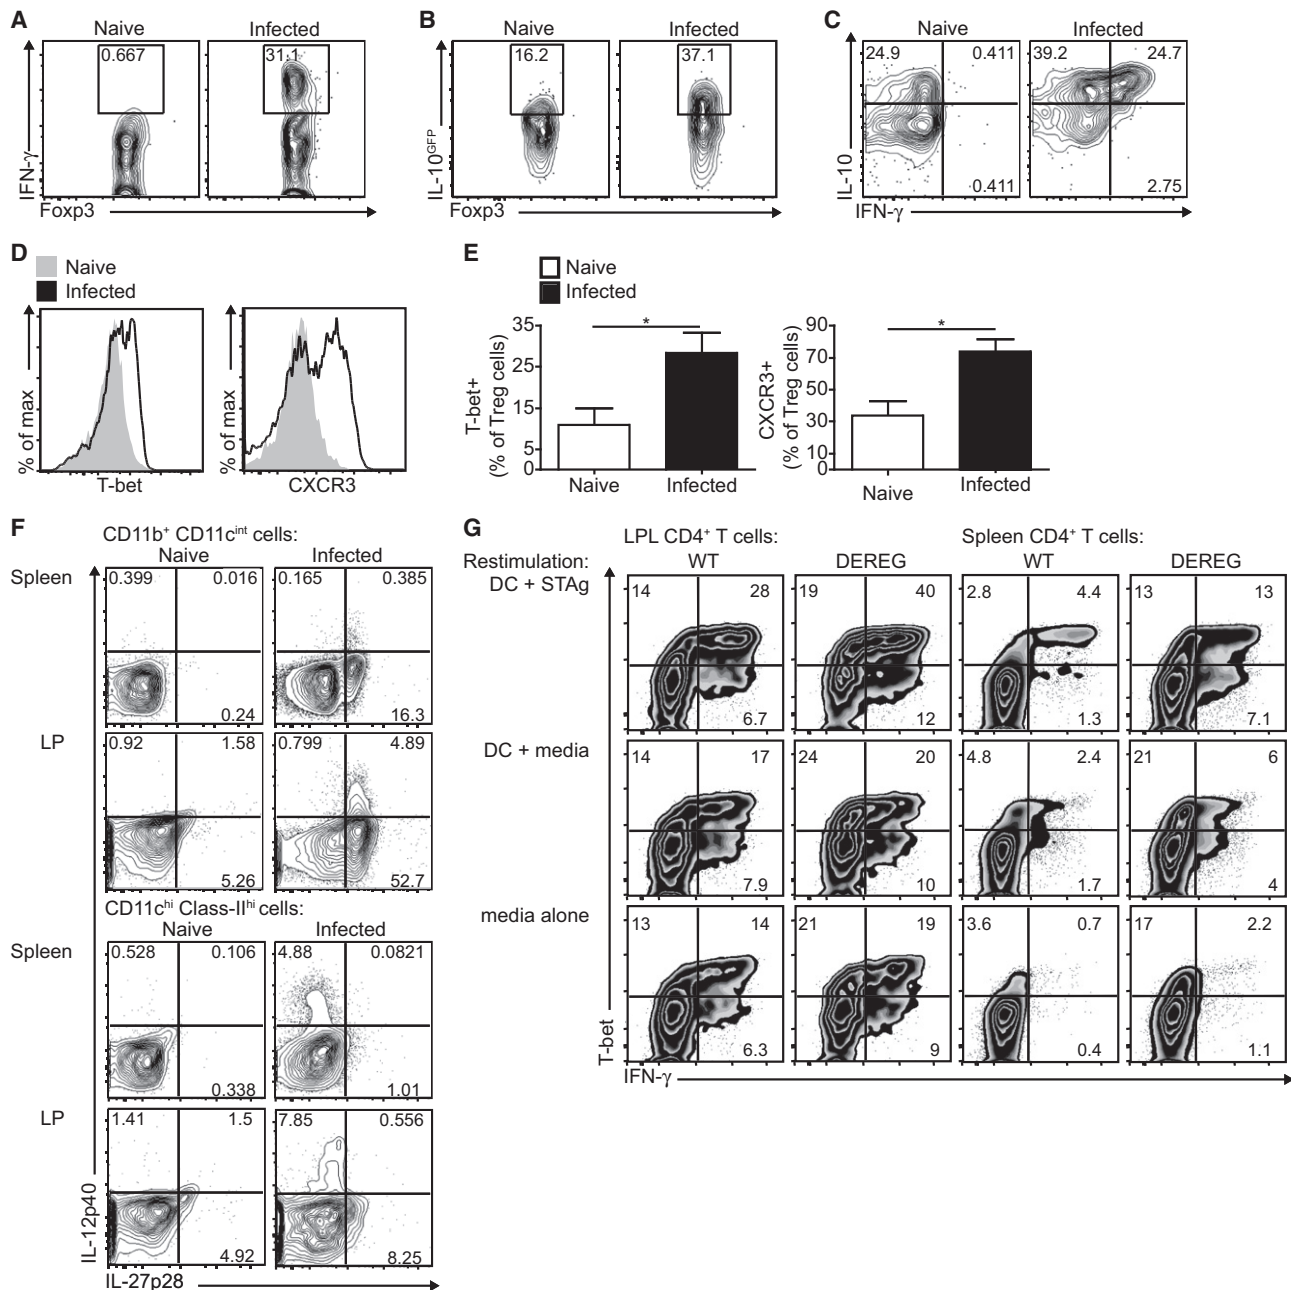 A
Naive
Infected
0.667
31.1
IFN-γ
Foxp3
B
Naive
Infected
16.2
37.1
IL-10GFP
Foxp3
C
Naive
Infected
24.9
0.411
0.411
39.2
24.7
2.75
IL-10
IFN-γ
D
Naive
Infected
% of max
T-bet
% of max
CXCR3
E
Naive
Infected
35
25
15
5
0
T-bet+
(% of Treg cells)
*
Naive
Infected
90
70
50
30
10
0
CXCR3+
(% of Treg cells)
*
Naive
Infected
F
CD11b+ CD11cint cells:
Naive
Infected
Spleen
0.399
0.016
0.24
0.165
0.385
16.3
LP
0.92
1.58
5.26
0.799
4.89
52.7
CD11chi Class-IIhi cells:
Naive
Infected
Spleen
0.528
0.106
0.338
4.88
0.0821
1.01
LP
1.41
1.5
4.92
7.85
0.556
8.25
IL-12p40
IL-27p28
G
LPL CD4+ T cells:
Spleen CD4+ T cells:
Restimulation:
WT
DEREG
WT
DEREG
DC + STAg
14
28
6.7
19
40
12
2.8
4.4
1.3
13
13
7.1
DC + media
14
17
7.9
24
20
10
4.8
2.4
1.7
21
6
4
media alone
13
14
6.3
21
19
9
3.6
0.7
0.4
17
2.2
1.1
T-bet
IFN-γ